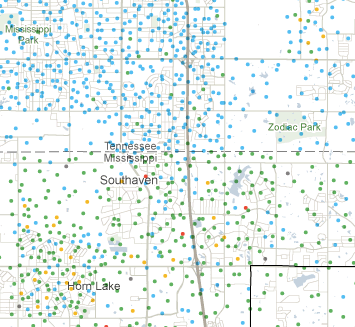 Mississippi
Park
Zodiac Park
Tennessee
Mississippi
Southaven
Horn Lake